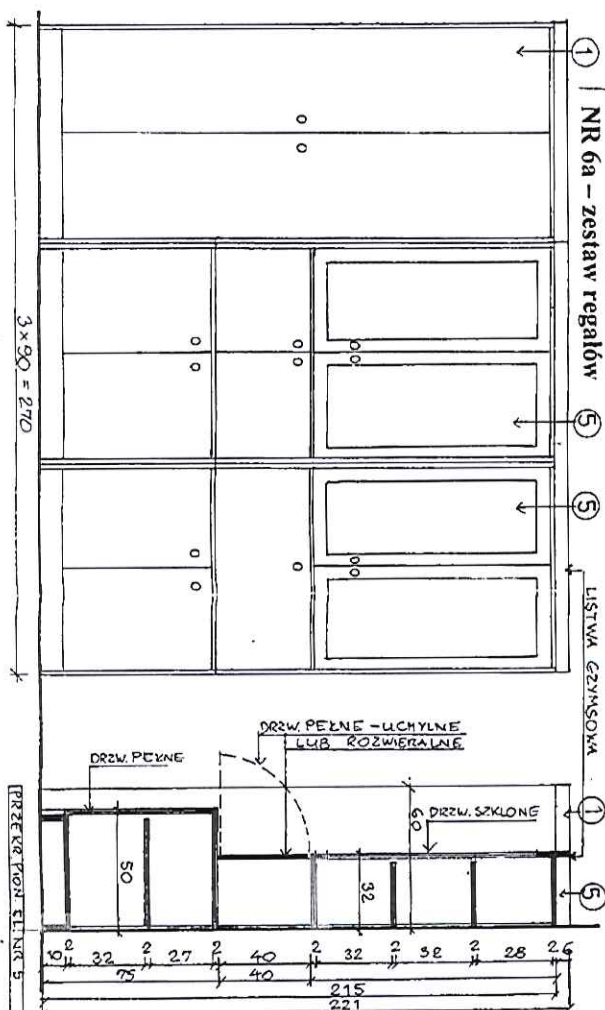 NR 6a – zestaw regałów
1
5
5
LISTWA GZYMSOWA
3×90 = 270
DRZW. PEŁNE – UCHYLNE
LUB ROZWIERALNE
DRZW. PEŁNE
DRZW. SZKLONE
1
5
60
50
32
10 2 32 2 27 2 40 2 32 2 32 2 28 2 6
75 40
215
221
PRZEKRÓJ PION. EL. NR 5